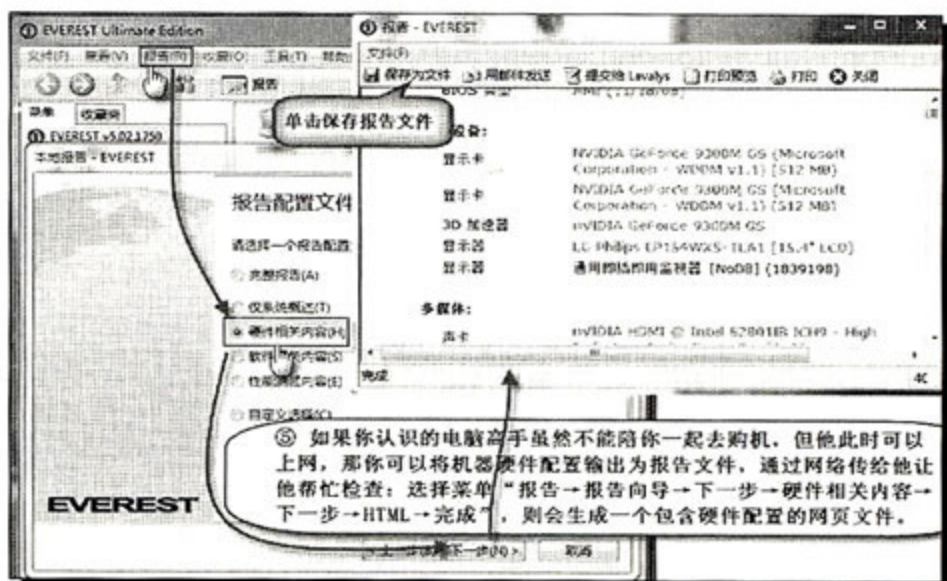 EVEREST Ultimate Edition
文件(F) 查看(V) 报告(R) 收藏(O) 工具(T) 帮助
报告
菜单 收藏夹
EVEREST v5.02.1750
本地报告 - EVEREST
报告配置文件
请选择一个报告配置
完整报告(A)
仅系统概述(T)
硬件相关内容(H)
软件相关内容(S)
性能测试内容(E)
自定义选择(C)
EVEREST
下一步(N) >
取消
报告 - EVEREST
文件(F)
保存为文件 用邮件发送 提交给 Lavalys 打印预览 打印 关闭
单击保存报告文件
BIOS 类型
设备:
显示卡 NVIDIA GeForce 9300M GS (Microsoft
Corporation - WDDM v1.1) (512 MB)
显示卡 NVIDIA GeForce 9300M GS (Microsoft
Corporation - WDDM v1.1) (512 MB)
3D 加速器 nVIDIA GeForce 9300M GS
显示器 LG Philips LP154WX5-TLA1 [15.4" LCD]
显示器 通用即插即用监视器 [NoDB] (1839198)
多媒体:
声卡 nVIDIA HDMI @ Intel 82801IB ICH9 - High
完成
⑤ 如果你认识的电脑高手虽然不能陪你一起去购机，但他此时可以
上网，那你可以将机器硬件配置输出为报告文件，通过网络传给他让
他帮忙检查：选择菜单“报告→报告向导→下一步→硬件相关内容→
下一步→HTML→完成”，则会生成一个包含硬件配置的网页文件。